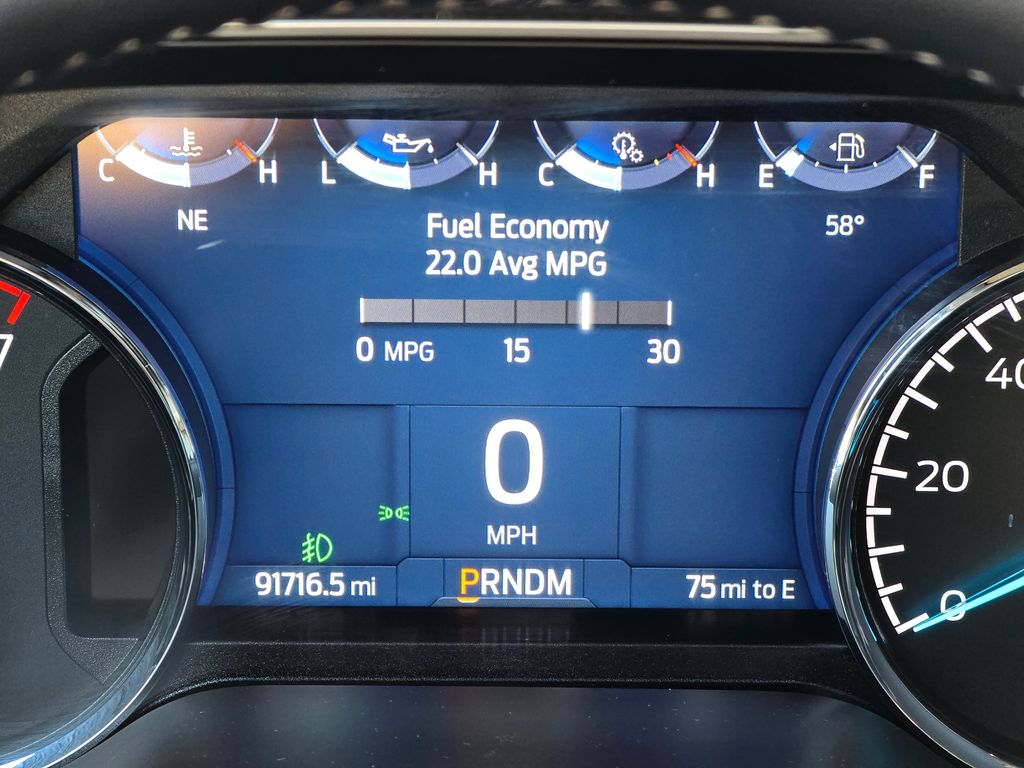 C H L H C H E F
NE
58°
Fuel Economy
22.0 Avg MPG
0 MPG 15 30
7
40
20
0
0
MPH
91716.5 mi
PRNDM
75 mi to E